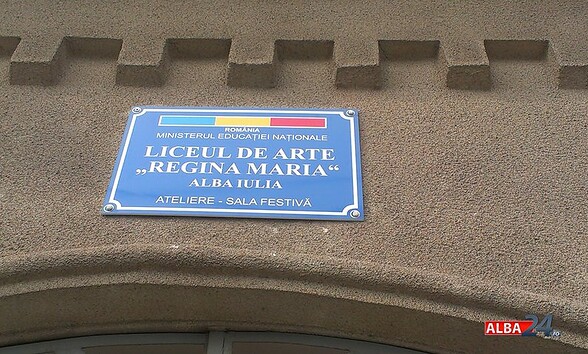 ROMÂNIA
MINISTERUL EDUCAȚIEI NAȚIONALE
LICEUL DE ARTE
„REGINA MARIA“
ALBA IULIA
ATELIERE - SALA FESTIVĂ
ALBA24